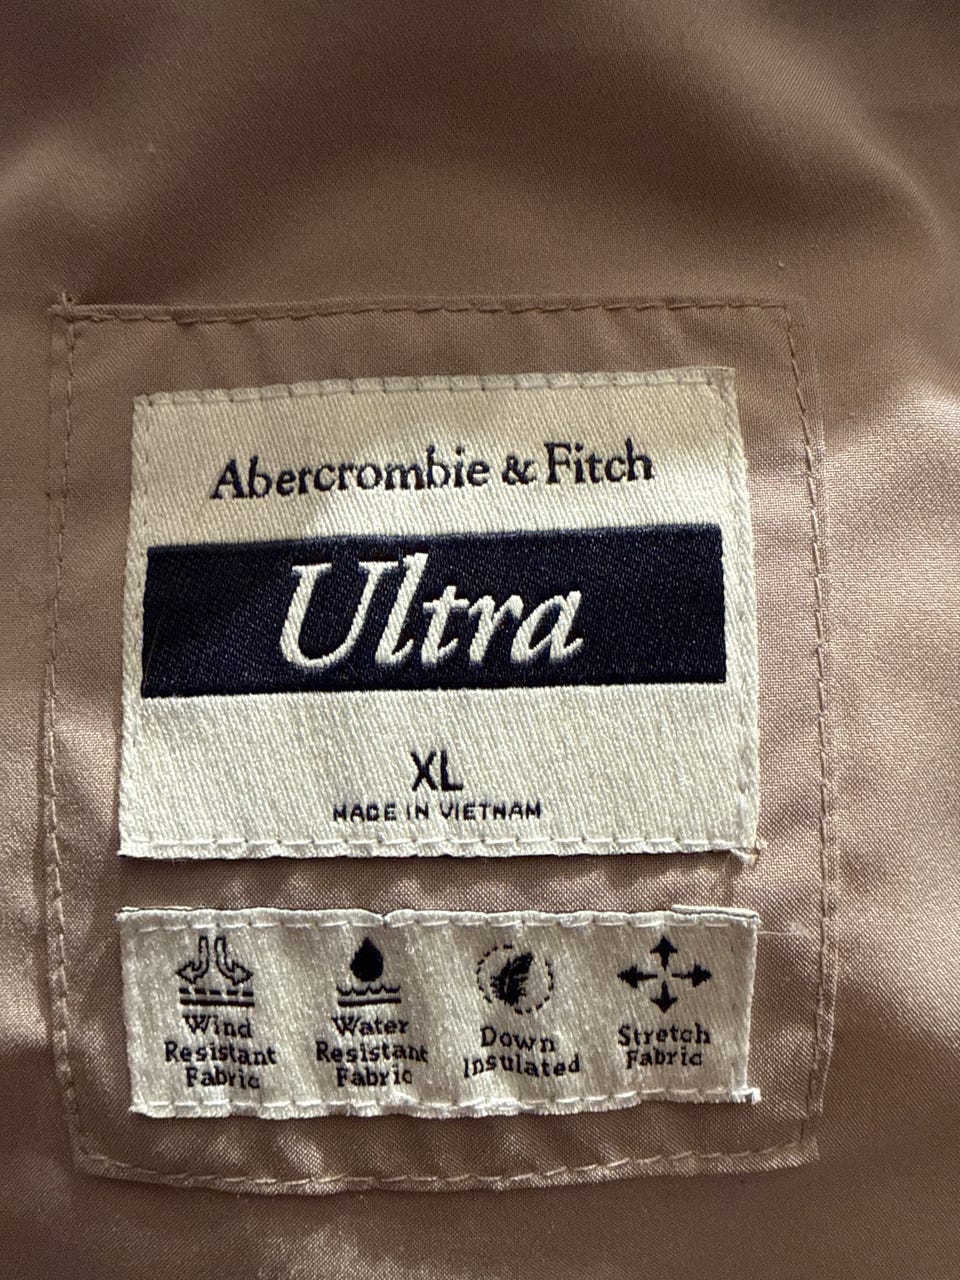 Abercrombie & Fitch
Ultra
XL
MADE IN VIETNAM
Wind
Resistant
Fabric
Water
Resistant
Fabric
Down
Insulated
Stretch
Fabric